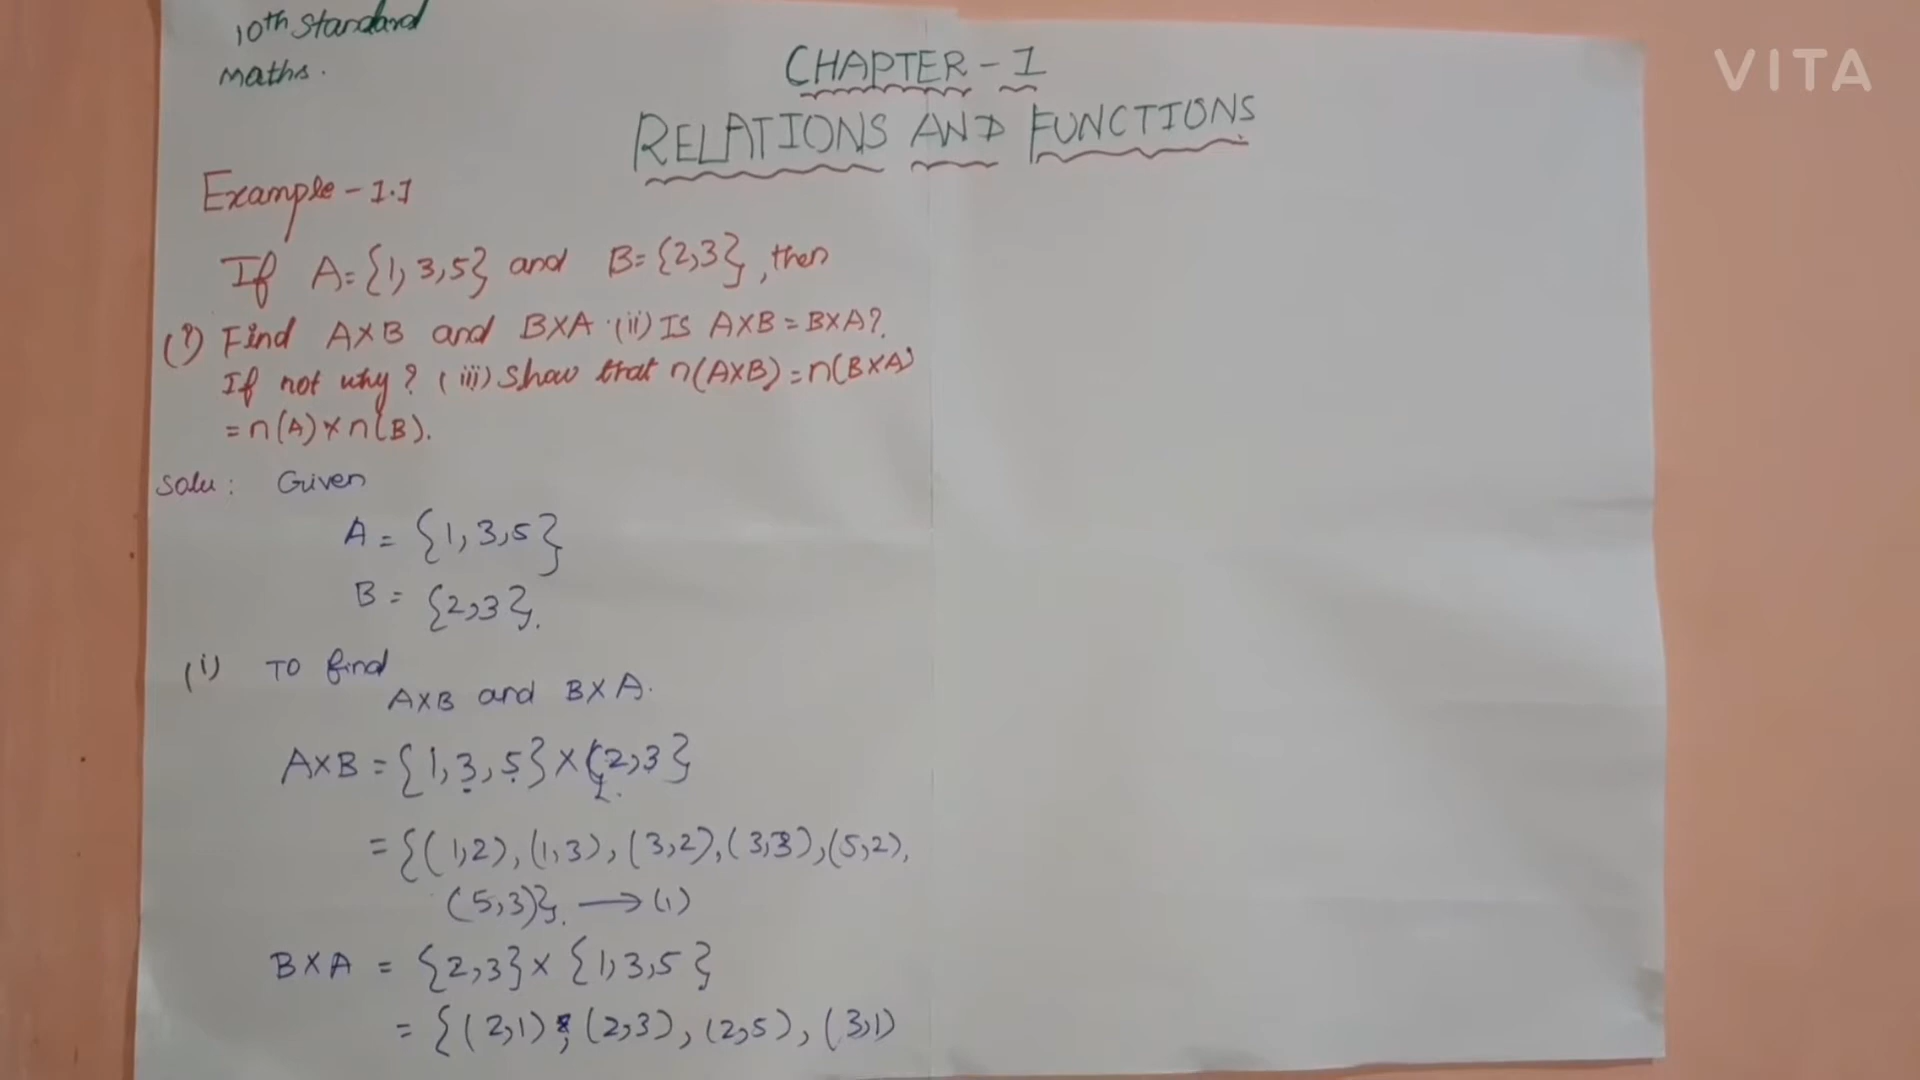 10th Standard
maths.
VITA
CHAPTER - 1
RELATIONS AND FUNCTIONS
Example - 1.1
If A = {1, 3, 5} and B = {2,3}, then
(i) Find A×B and B×A. (ii) Is A×B = B×A?
If not why? (iii) Show that n(A×B) = n(B×A)
= n(A) × n(B).
Solu : Given
A = {1, 3, 5}
B = {2, 3}.
(i) To find
A×B and B×A.
A×B = {1, 3, 5} × {2, 3}
= {(1,2), (1,3), (3,2), (3,3), (5,2),
(5,3)}. → (1)
B×A = {2, 3} × {1, 3, 5}
= {(2,1), (2,3), (2,5), (3,1)